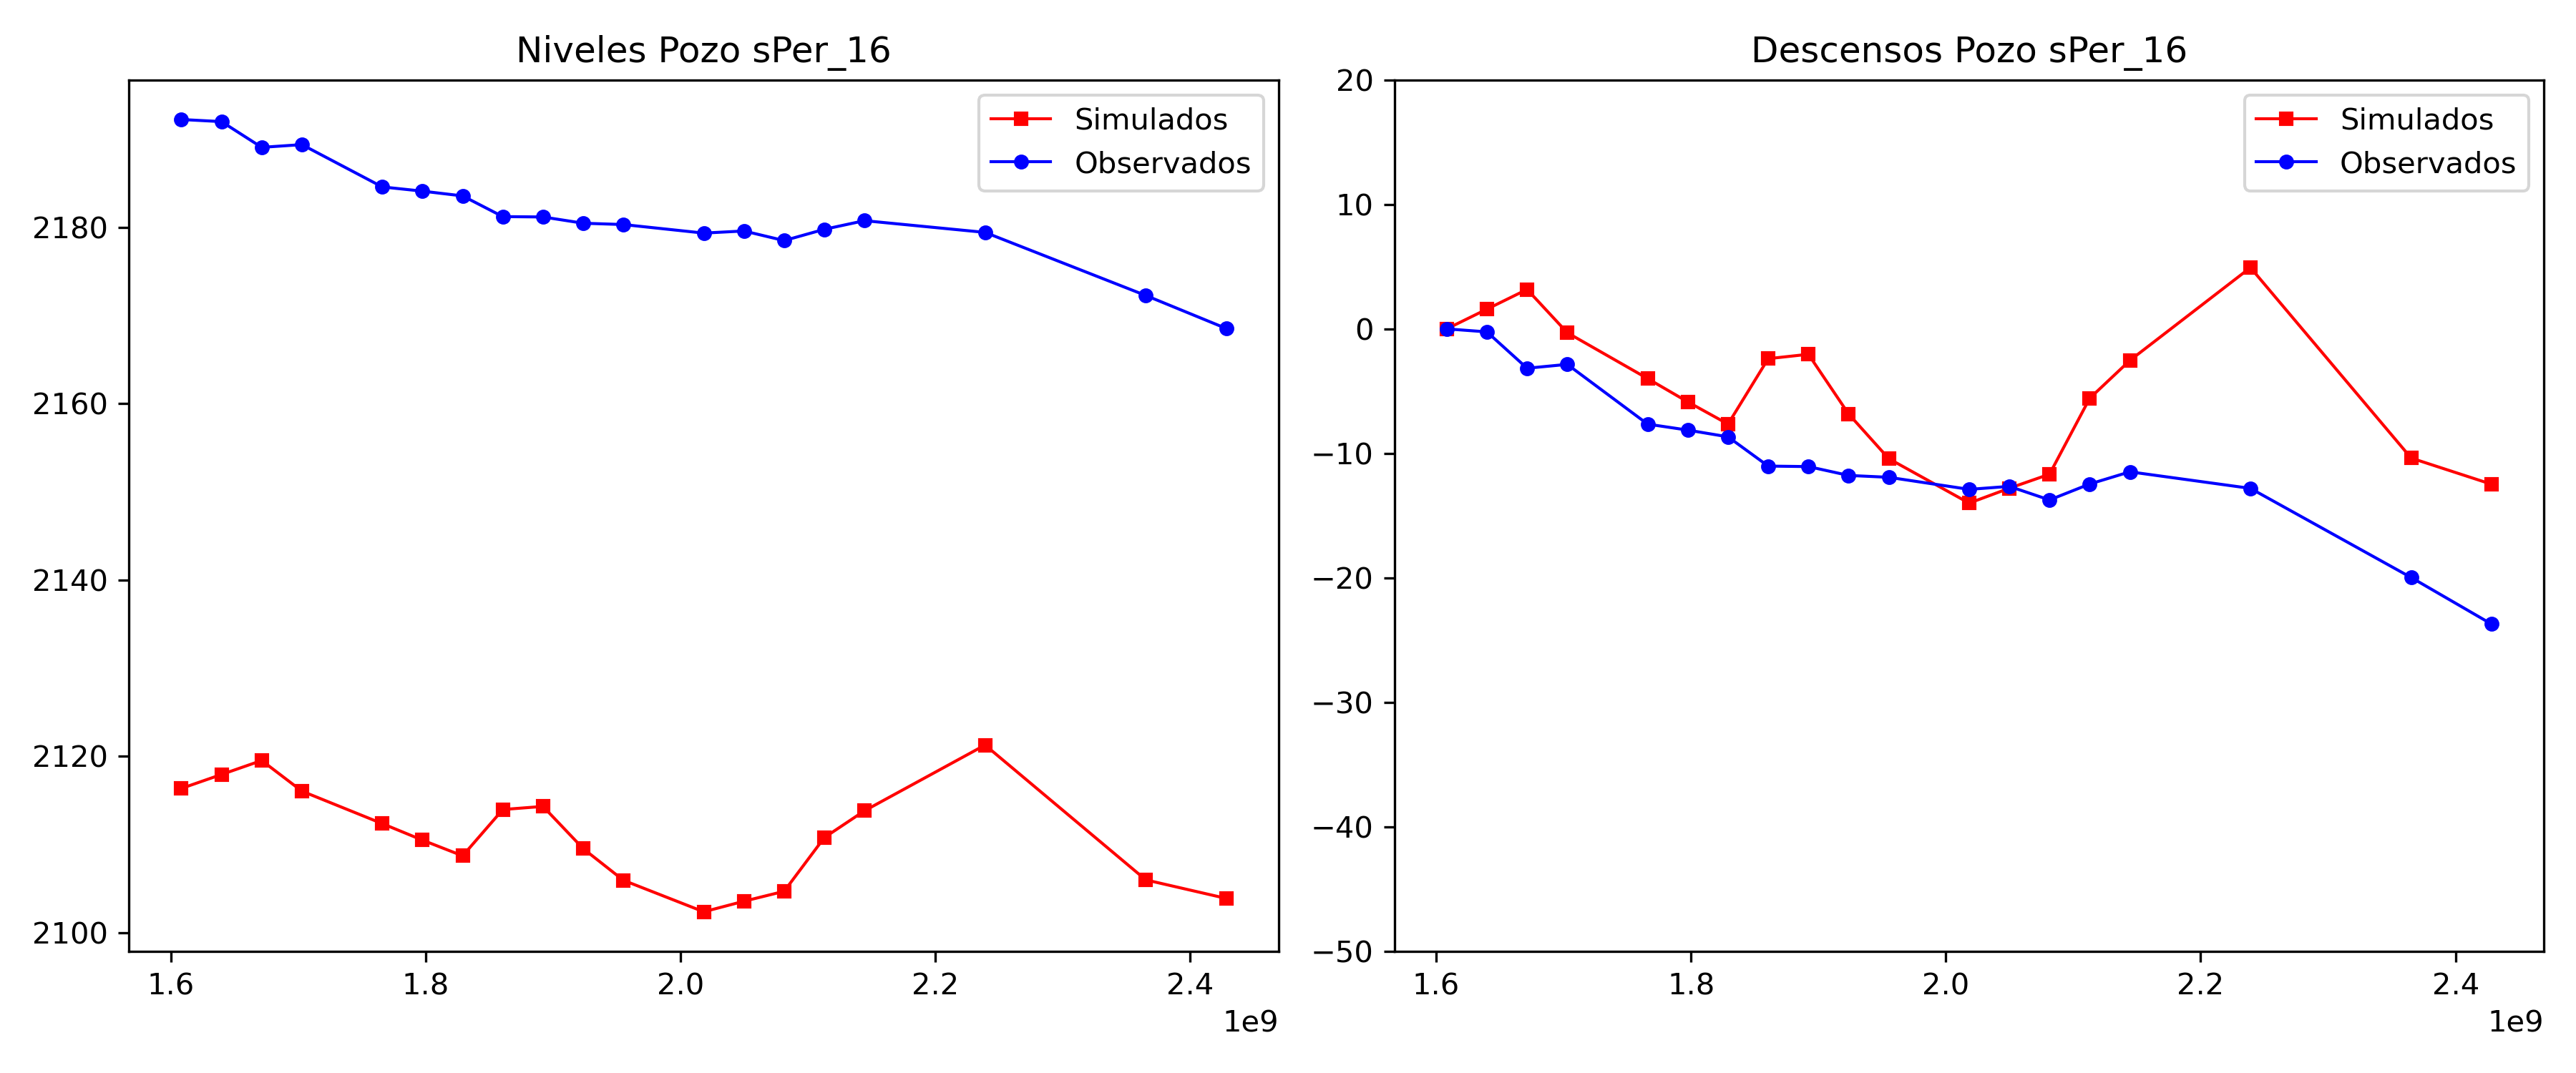 Niveles Pozo sPer_16
Simulados
Observados
2180
2160
2140
2120
2100
1.6
1.8
2.0
2.2
2.4
1e9
Descensos Pozo sPer_16
Simulados
Observados
20
10
0
−10
−20
−30
−40
−50
1.6
1.8
2.0
2.2
2.4
1e9